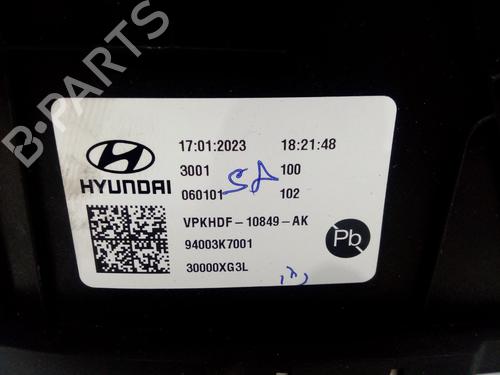 B-PARTS
17:01:2023 18:21:48
3001 100
HYUNDAI
060101 102
VPKHDF-10849-AK
94003K7001
Pb
30000XG3L